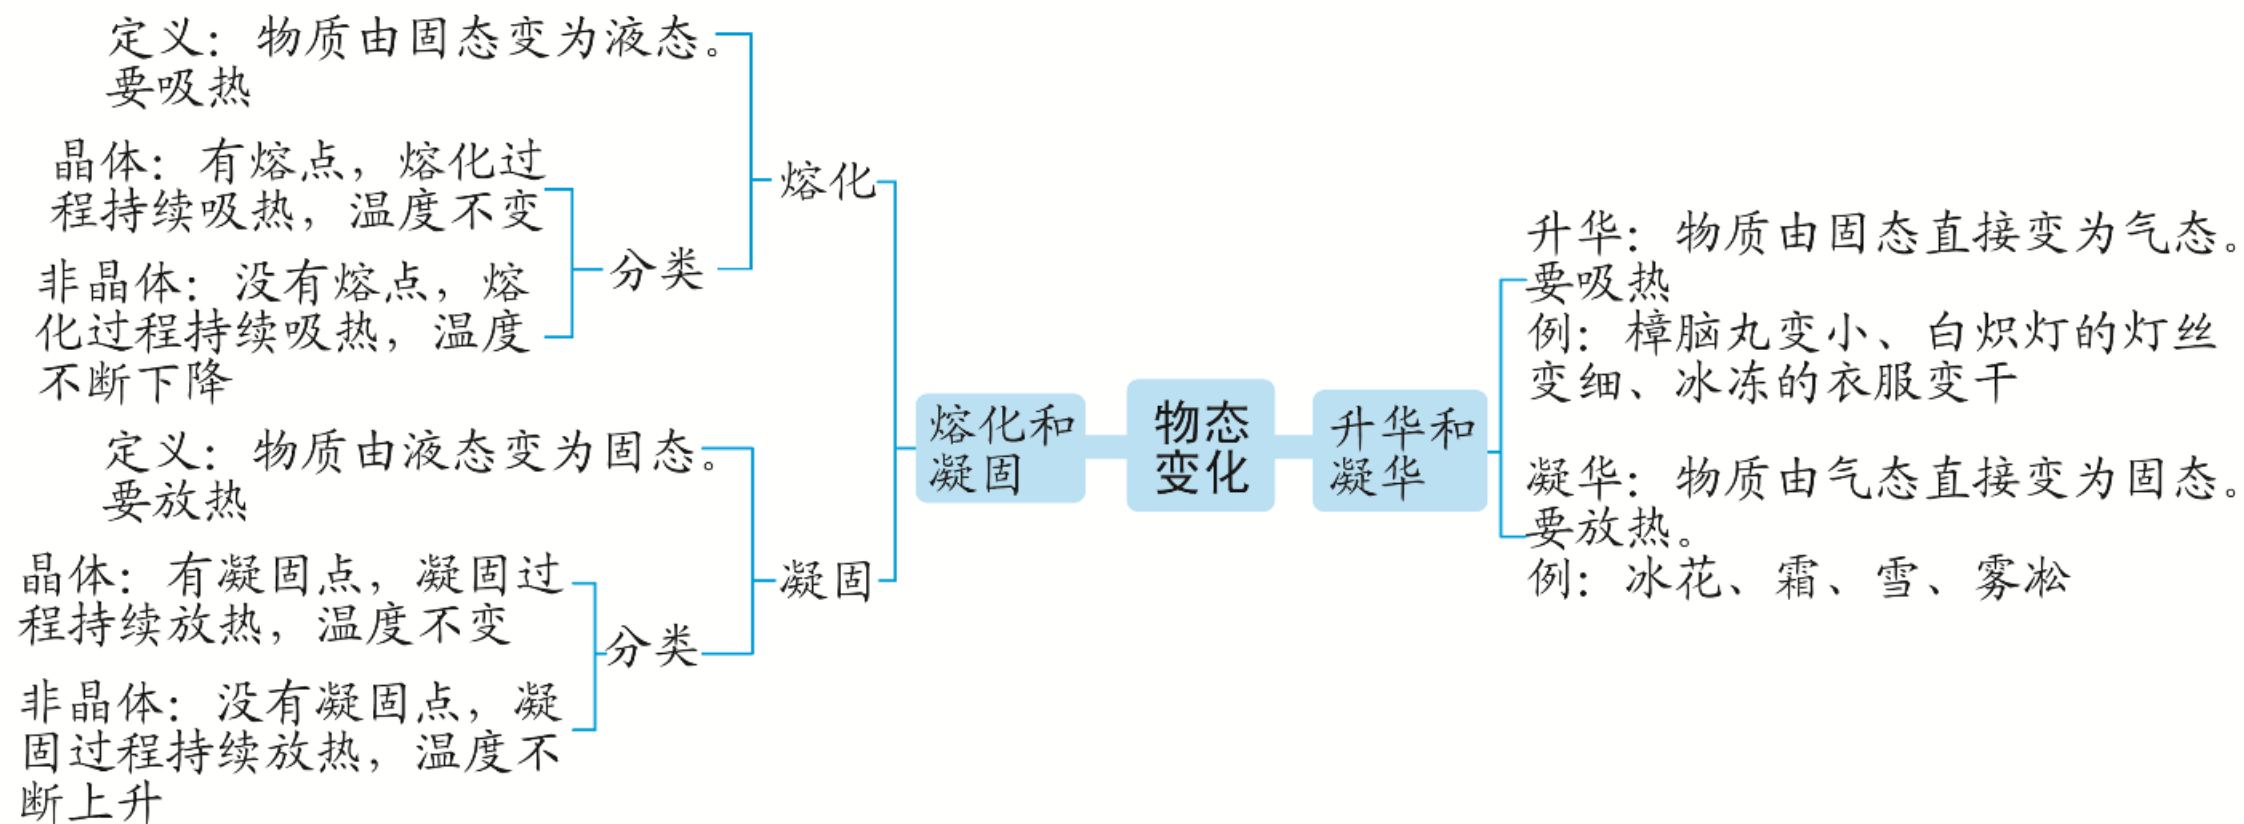 定义：物质由固态变为液态。
要吸热
晶体：有熔点，熔化过
程持续吸热，温度不变
非晶体：没有熔点，熔
化过程持续吸热，温度
不断下降
分类
熔化
定义：物质由液态变为固态。
要放热
晶体：有凝固点，凝固过
程持续放热，温度不变
非晶体：没有凝固点，凝
固过程持续放热，温度不
断上升
分类
凝固
熔化和
凝固
物态
变化
升华和
凝华
升华：物质由固态直接变为气态。
要吸热
例：樟脑丸变小、白炽灯的灯丝
变细、冰冻的衣服变干
凝华：物质由气态直接变为固态。
要放热。
例：冰花、霜、雪、雾凇